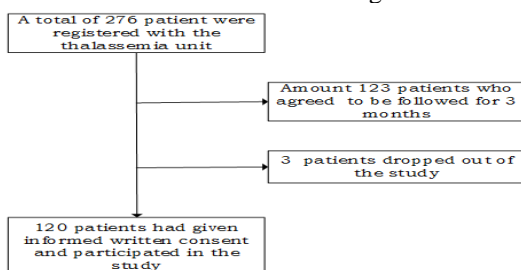 A total of 276 patient were
registered with the
thalassemia unit
Amount 123 patients who
agreed to be followed for 3
months
3 patients dropped out of
the study
120 patients had given
informed written consent
and participated in the
study